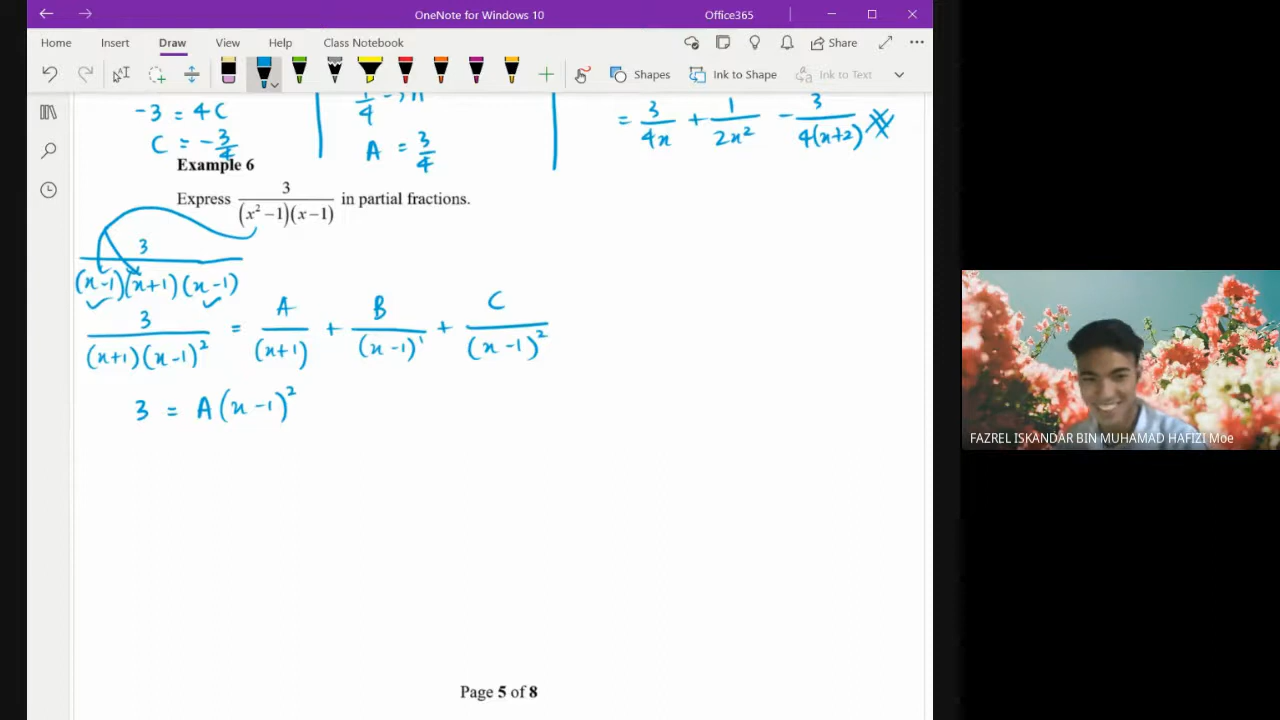 OneNote for Windows 10
Office365
Home Insert Draw View Help Class Notebook Share
Shapes Ink to Shape Ink to Text
-3 = 4C
C = -3/4
A = 3/4
= 3/4x + 1/2x² - 3/4(x+2)
Example 6
Express 3/(x²−1)(x−1) in partial fractions.
3/(x-1)(x+1)(x-1)
3/(x+1)(x-1)² = A/(x+1) + B/(x-1)¹ + C/(x-1)²
3 = A(x-1)²
FAZREL ISKANDAR BIN MUHAMAD HAFIZI Moe
Page 5 of 8